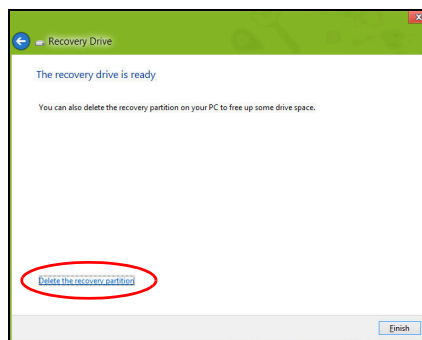 Recovery Drive
The recovery drive is ready
You can also delete the recovery partition on your PC to free up some drive space.
Delete the recovery partition
Finish